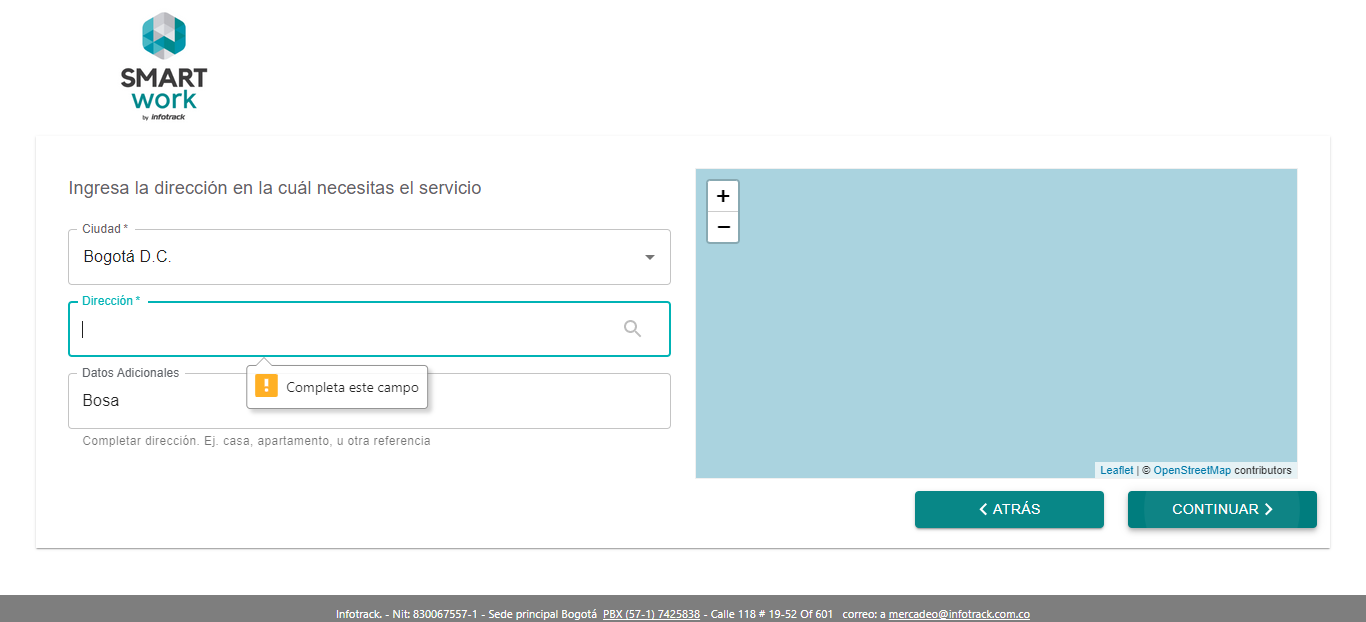 SMART
work
by infotrack
Ingresa la dirección en la cuál necesitas el servicio
Ciudad *
Bogotá D.C.
Dirección *
Completa este campo
Datos Adicionales
Bosa
Completar dirección. Ej. casa, apartamento, u otra referencia
+
−
Leaflet | © OpenStreetMap contributors
ATRÁS
CONTINUAR
Infotrack. - Nit: 830067557-1 - Sede principal Bogotá PBX (57-1) 7425838 - Calle 118 # 19-52 Of 601 correo: a mercadeo@infotrack.com.co